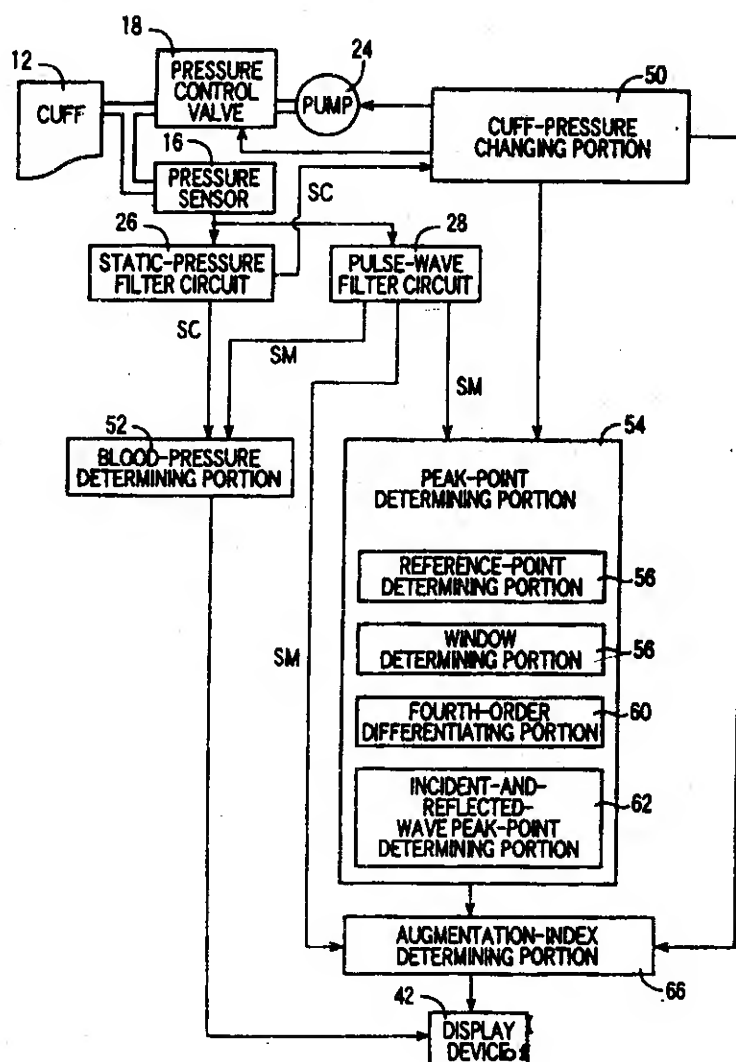 18
12
24
50
PRESSURE
CONTROL
VALVE
PUMP
CUFF
CUFF-PRESSURE
CHANGING PORTION
16
PRESSURE
SENSOR
SC
26
28
STATIC-PRESSURE
FILTER CIRCUIT
PULSE-WAVE
FILTER CIRCUIT
SC
SM
SM
52
54
BLOOD-PRESSURE
DETERMINING PORTION
PEAK-POINT
DETERMINING PORTION
REFERENCE-POINT
DETERMINING PORTION
56
WINDOW
DETERMINING PORTION
56
SM
FOURTH-ORDER
DIFFERENTIATING PORTION
60
INCIDENT-AND-
REFLECTED-
WAVE PEAK-POINT
DETERMINING PORTION
62
AUGMENTATION-INDEX
DETERMINING PORTION
66
42
DISPLAY
DEVICE